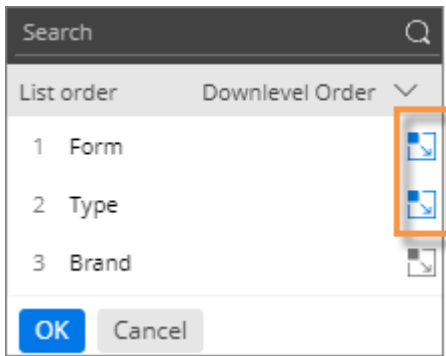 Search
List order Downlevel Order
1 Form
2 Type
3 Brand
OK Cancel